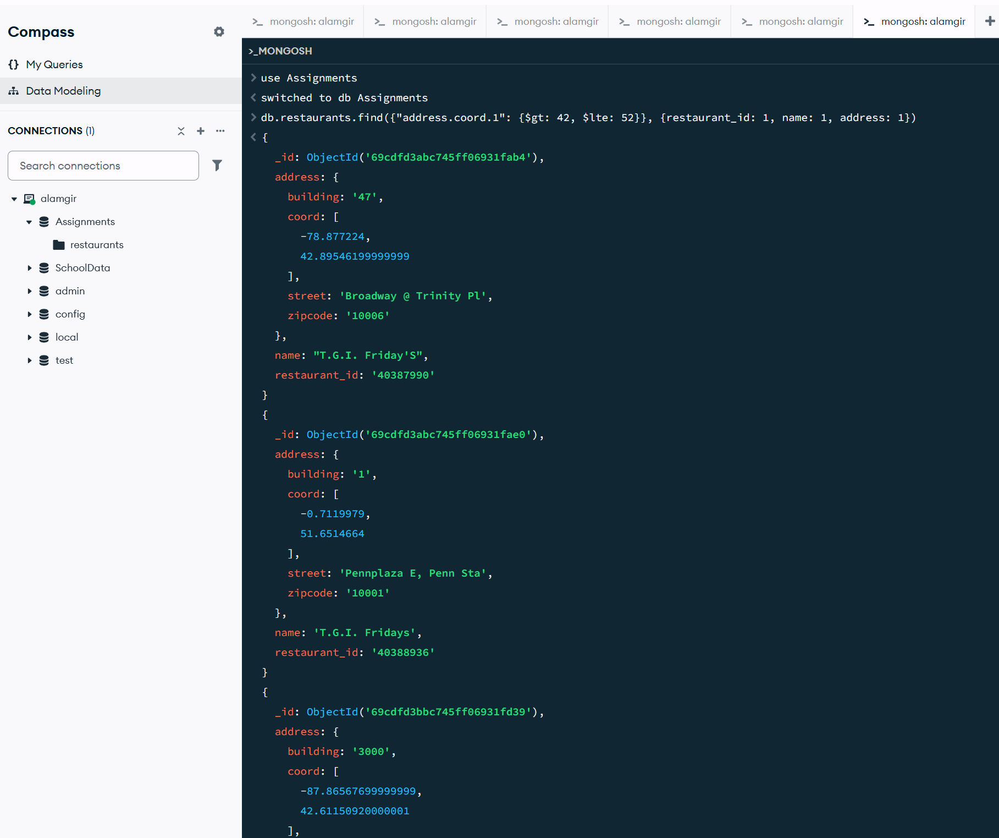 Compass
My Queries
Data Modeling
CONNECTIONS (1)
Search connections
alamgir
Assignments
restaurants
SchoolData
admin
config
local
test
>_ mongosh: alamgir >_ mongosh: alamgir >_ mongosh: alamgir >_ mongosh: alamgir >_ mongosh: alamgir >_ mongosh: alamgir
>_MONGOSH
> use Assignments
< switched to db Assignments
> db.restaurants.find({"address.coord.1": {$gt: 42, $lte: 52}}, {restaurant_id: 1, name: 1, address: 1})
< {
_id: ObjectId('69cdfd3abc745ff06931fab4'),
address: {
building: '47',
coord: [
-78.877224,
42.89546199999999
],
street: 'Broadway @ Trinity Pl',
zipcode: '10006'
},
name: "T.G.I. Friday'S",
restaurant_id: '40387990'
}
{
_id: ObjectId('69cdfd3abc745ff06931fae0'),
address: {
building: '1',
coord: [
-0.7119979,
51.6514664
],
street: 'Pennplaza E, Penn Sta',
zipcode: '10001'
},
name: 'T.G.I. Fridays',
restaurant_id: '40388936'
}
{
_id: ObjectId('69cdfd3bbc745ff06931fd39'),
address: {
building: '3000',
coord: [
-87.86567699999999,
42.61150920000001
],